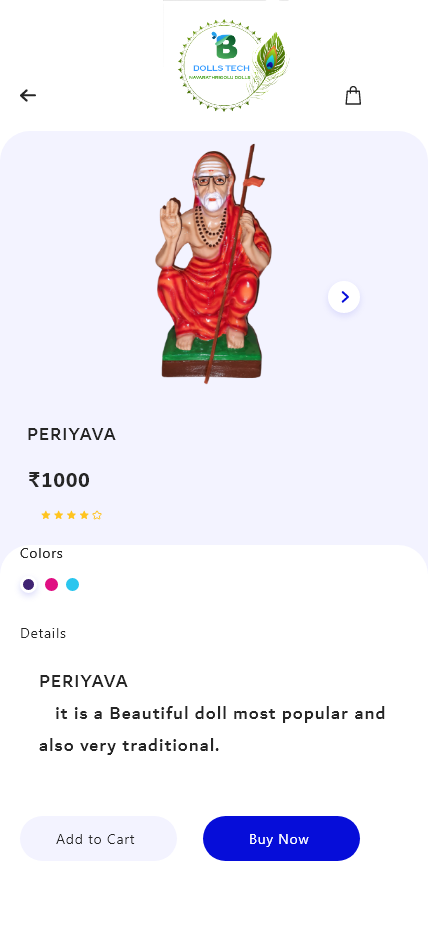 B
DOLLS TECH
NAVARATHIRIGOLU DOLLS
PERIYAVA
₹1000
Colors
Details
PERIYAVA
it is a Beautiful doll most popular and
also very traditional.
Add to Cart
Buy Now